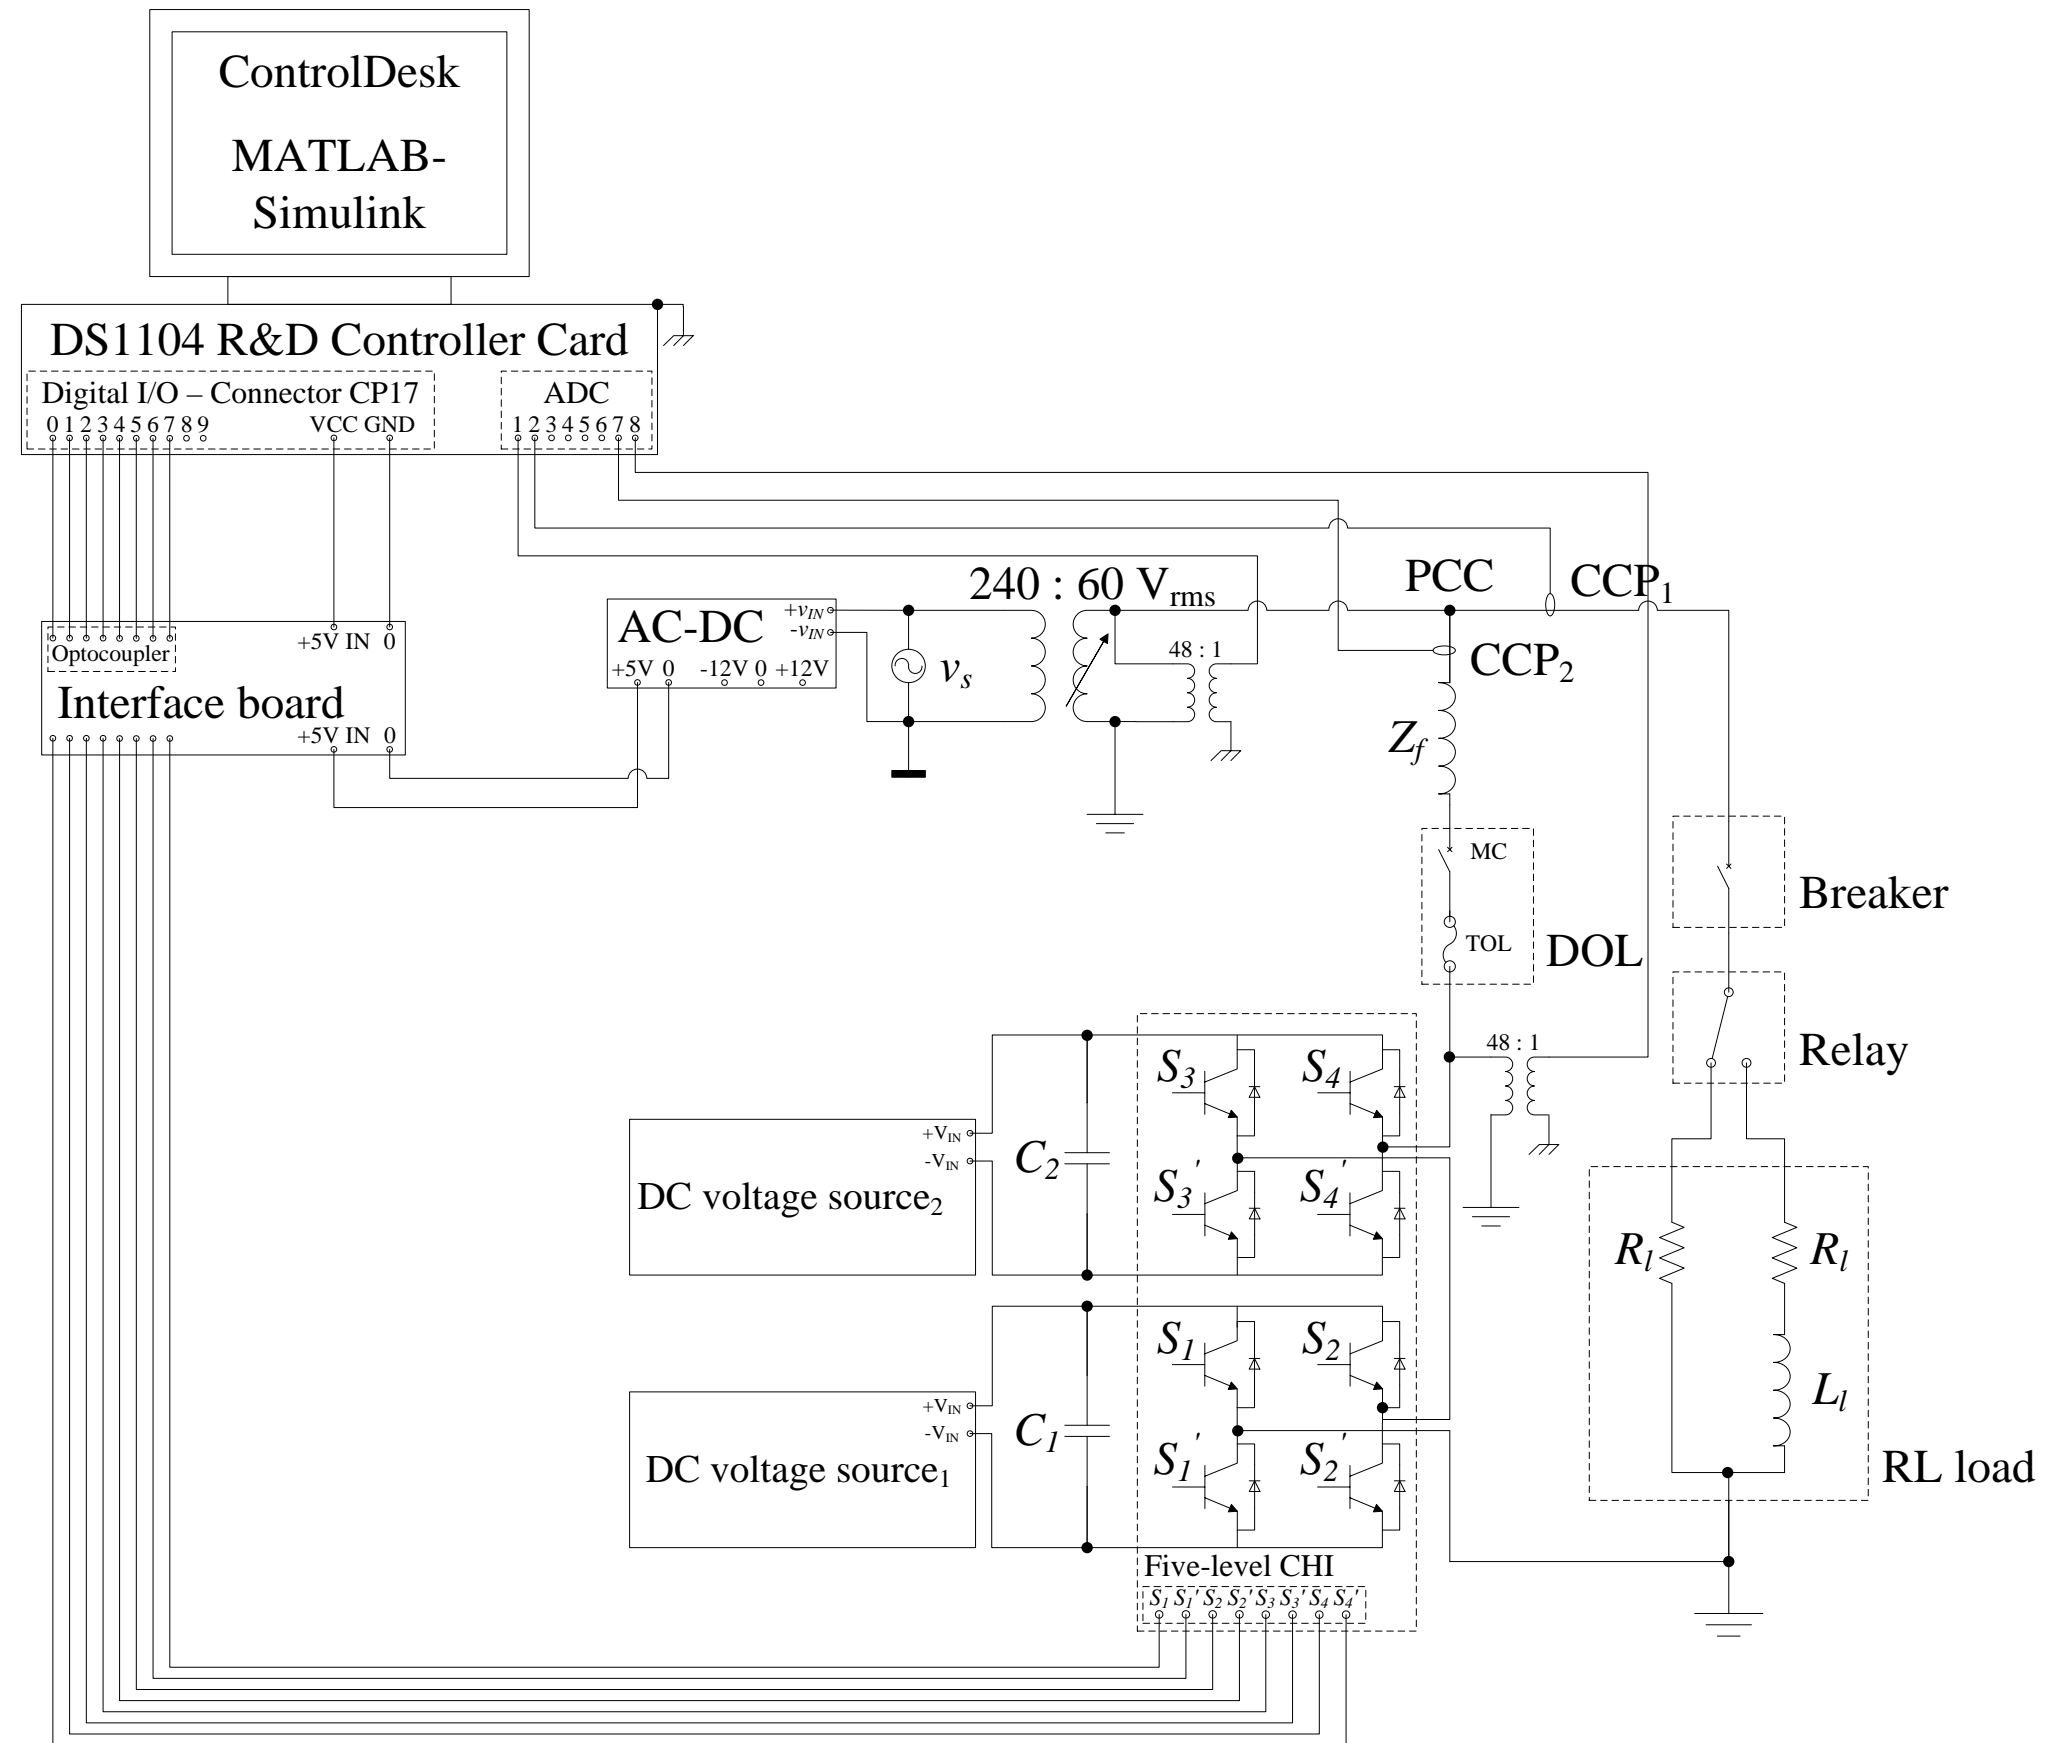 ControlDesk
MATLAB-
Simulink
DS1104 R&D Controller Card
Digital I/O – Connector CP17
ADC
0 1 2 3 4 5 6 7 8 9
VCC GND
1 2 3 4 5 6 7 8
240 : 60 Vrms
PCC
CCP1
+vIN
-vIN
AC-DC
+5V 0 -12V 0 +12V
vs
48 : 1
CCP2
+5V IN 0
Optocoupler
Interface board
+5V IN 0
Zf
MC
TOL
DOL
Breaker
Relay
48 : 1
S3
S4
+VIN
-VIN
DC voltage source2
C2
S3'
S4'
Rl
Rl
Ll
RL load
S1
S2
+VIN
-VIN
DC voltage source1
C1
S1'
S2'
Five-level CHI
S1 S1' S2 S2' S3 S3' S4 S4'